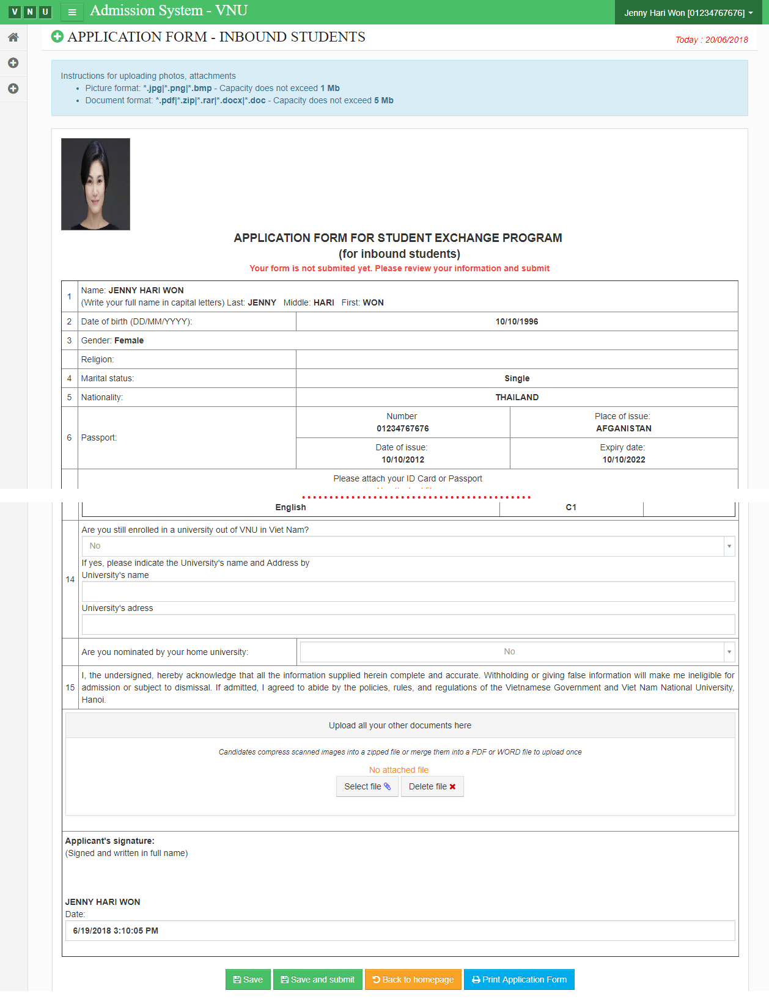 V N U Admission System - VNU Jenny Hari Won [01234767676]
APPLICATION FORM - INBOUND STUDENTS
Today : 20/06/2018
Instructions for uploading photos, attachments
• Picture format: *.jpg|*.png|*.bmp - Capacity does not exceed 1 Mb
• Document format: *.pdf|*.zip|*.rar|*.docx|*.doc - Capacity does not exceed 5 Mb
APPLICATION FORM FOR STUDENT EXCHANGE PROGRAM
(for inbound students)
Your form is not submited yet. Please review your information and submit
1 Name: JENNY HARI WON
(Write your full name in capital letters) Last: JENNY Middle: HARI First: WON
2 Date of birth (DD/MM/YYYY): 10/10/1996
3 Gender: Female
Religion:
4 Marital status: Single
5 Nationality: THAILAND
6 Passport:
Number
01234767676
Place of issue:
AFGANISTAN
Date of issue:
10/10/2012
Expiry date:
10/10/2022
Please attach your ID Card or Passport
English C1
14
Are you still enrolled in a university out of VNU in Viet Nam?
No
If yes, please indicate the University's name and Address by
University's name
University's adress
Are you nominated by your home university: No
15
I, the undersigned, hereby acknowledge that all the information supplied herein complete and accurate. Withholding or giving false information will make me ineligible for
admission or subject to dismissal. If admitted, I agreed to abide by the policies, rules, and regulations of the Vietnamese Government and Viet Nam National University,
Hanoi.
Upload all your other documents here
Candidates compress scanned images into a zipped file or merge them into a PDF or WORD file to upload once
No attached file
Select file Delete file
Applicant's signature:
(Signed and written in full name)
JENNY HARI WON
Date:
6/19/2018 3:10:05 PM
Save Save and submit Back to homepage Print Application Form